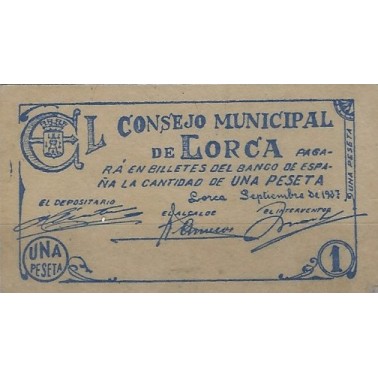 EL CONSEJO MUNICIPAL
DE LORCA PAGA-
RÁ EN BILLETES DEL BANCO DE ESPA-
ÑA LA CANTIDAD DE UNA PESETA
Lorca Septiembre de 1937
EL DEPOSITARIO EL ALCALDE EL INTERVENTOR
UNA
PESETA
1
UNA PESETA